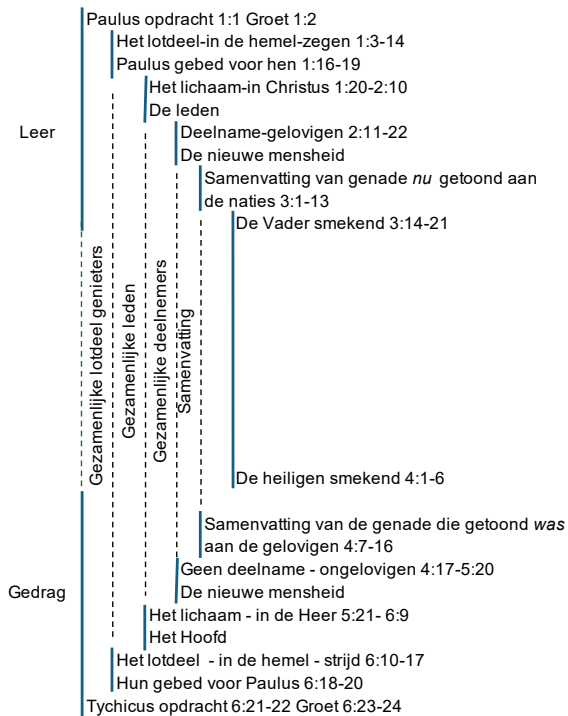 Paulus opdracht 1:1 Groet 1:2
Het lotdeel-in de hemel-zegen 1:3-14
Paulus gebed voor hen 1:16-19
Het lichaam-in Christus 1:20-2:10
De leden
Leer
Deelname-gelovigen 2:11-22
De nieuwe mensheid
Samenvatting van genade nu getoond aan
de naties 3:1-13
De Vader smekend 3:14-21
Gezamenlijke lotdeel genieters
Gezamenlijke leden
Gezamenlijke deelnemers
Samenvatting
De heiligen smekend 4:1-6
Samenvatting van de genade die getoond was
aan de gelovigen 4:7-16
Geen deelname - ongelovigen 4:17-5:20
Gedrag
De nieuwe mensheid
Het lichaam - in de Heer 5:21- 6:9
Het Hoofd
Het lotdeel - in de hemel - strijd 6:10-17
Hun gebed voor Paulus 6:18-20
Tychicus opdracht 6:21-22 Groet 6:23-24